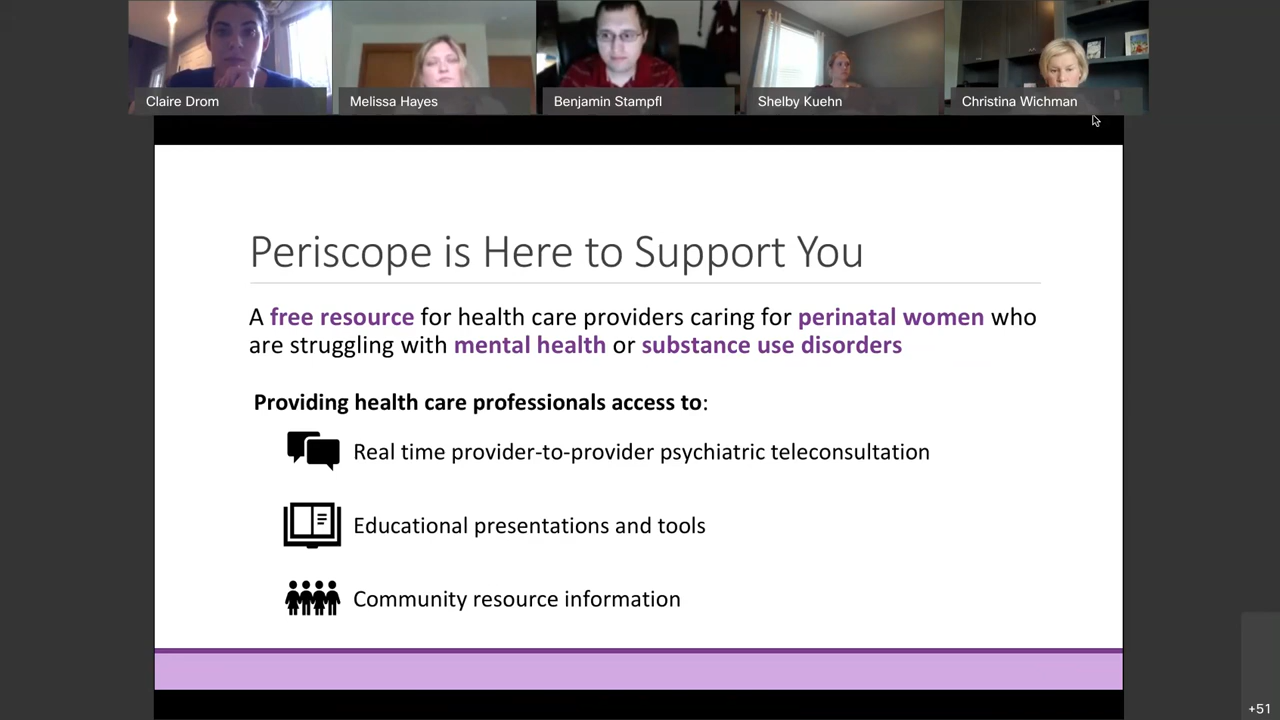 Claire Drom
Melissa Hayes
Benjamin Stampfl
Shelby Kuehn
Christina Wichman
Periscope is Here to Support You
A free resource for health care providers caring for perinatal women who
are struggling with mental health or substance use disorders
Providing health care professionals access to:
Real time provider-to-provider psychiatric teleconsultation
Educational presentations and tools
Community resource information
+51